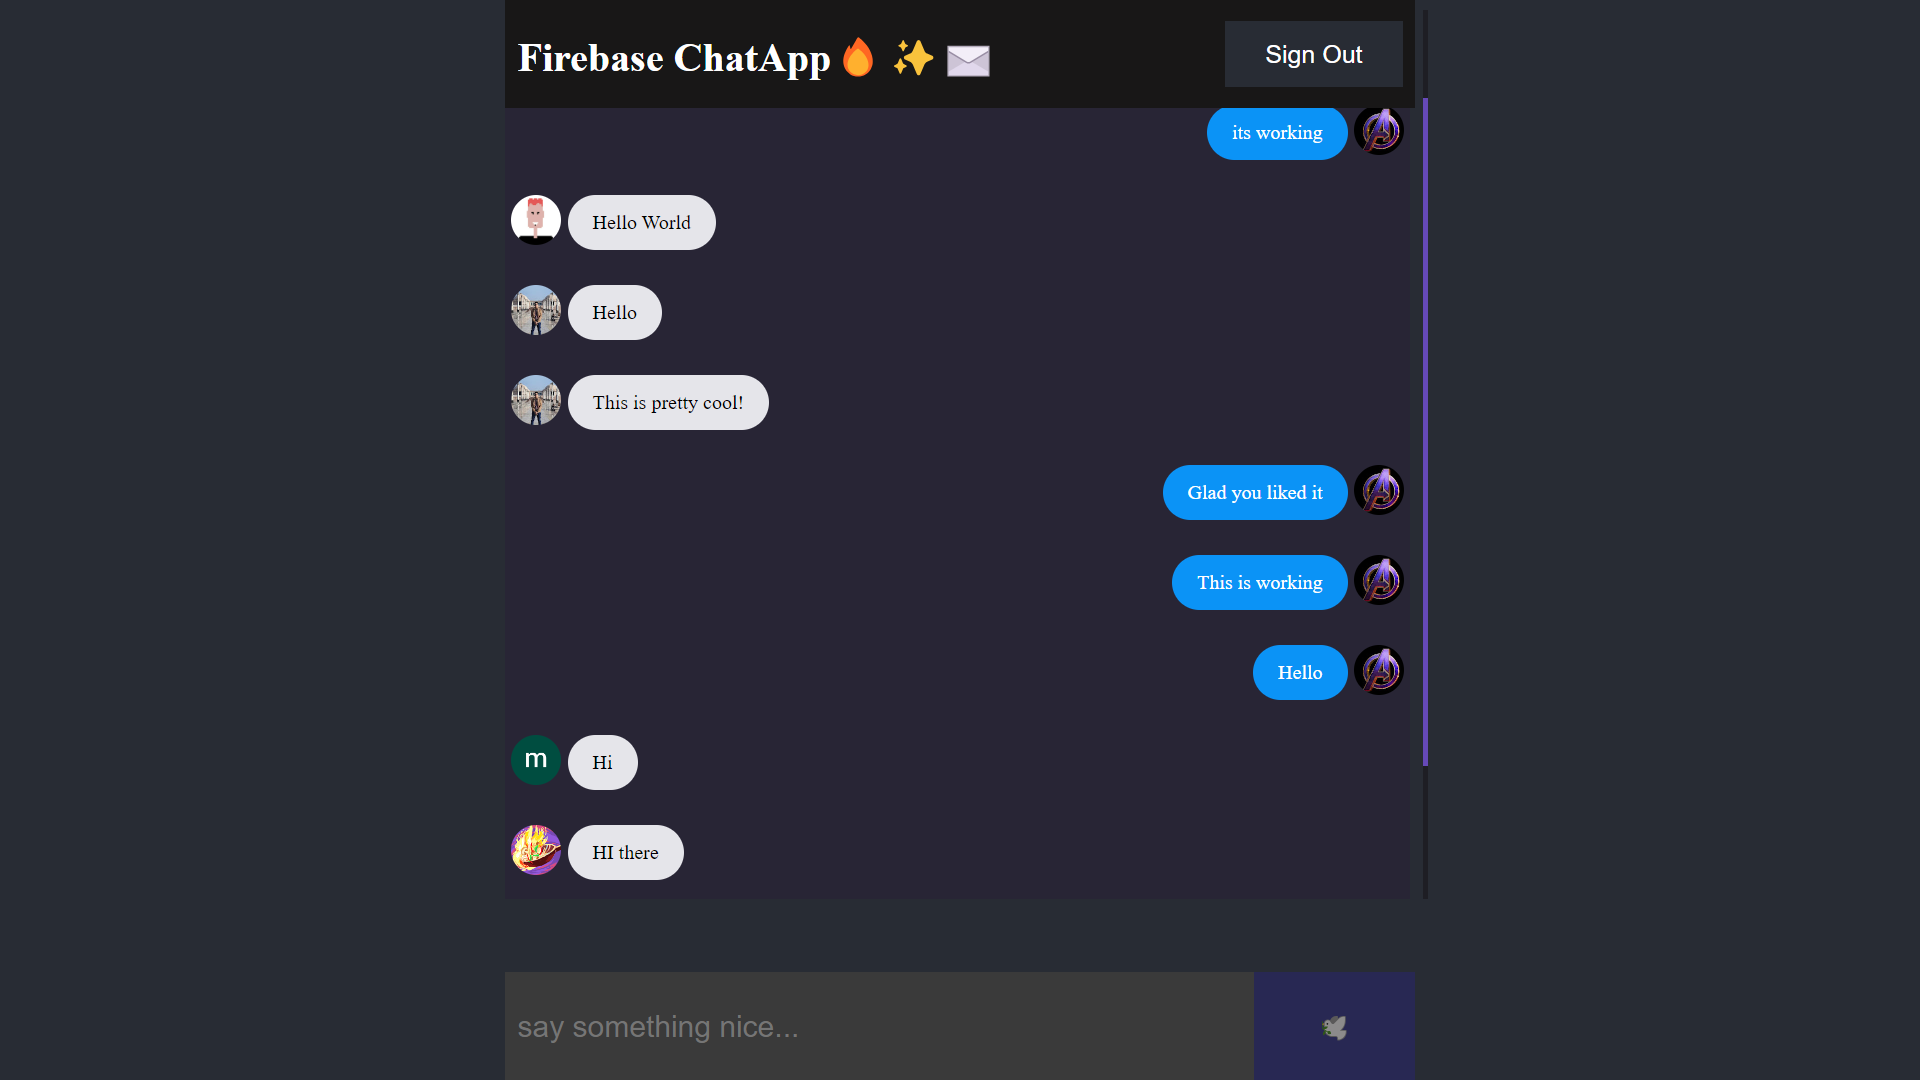 Firebase ChatApp🔥 ✨ ✉️
Sign Out
its working
Hello World
Hello
This is pretty cool!
Glad you liked it
This is working
Hello
m
Hi
HI there
say something nice...
🕊️